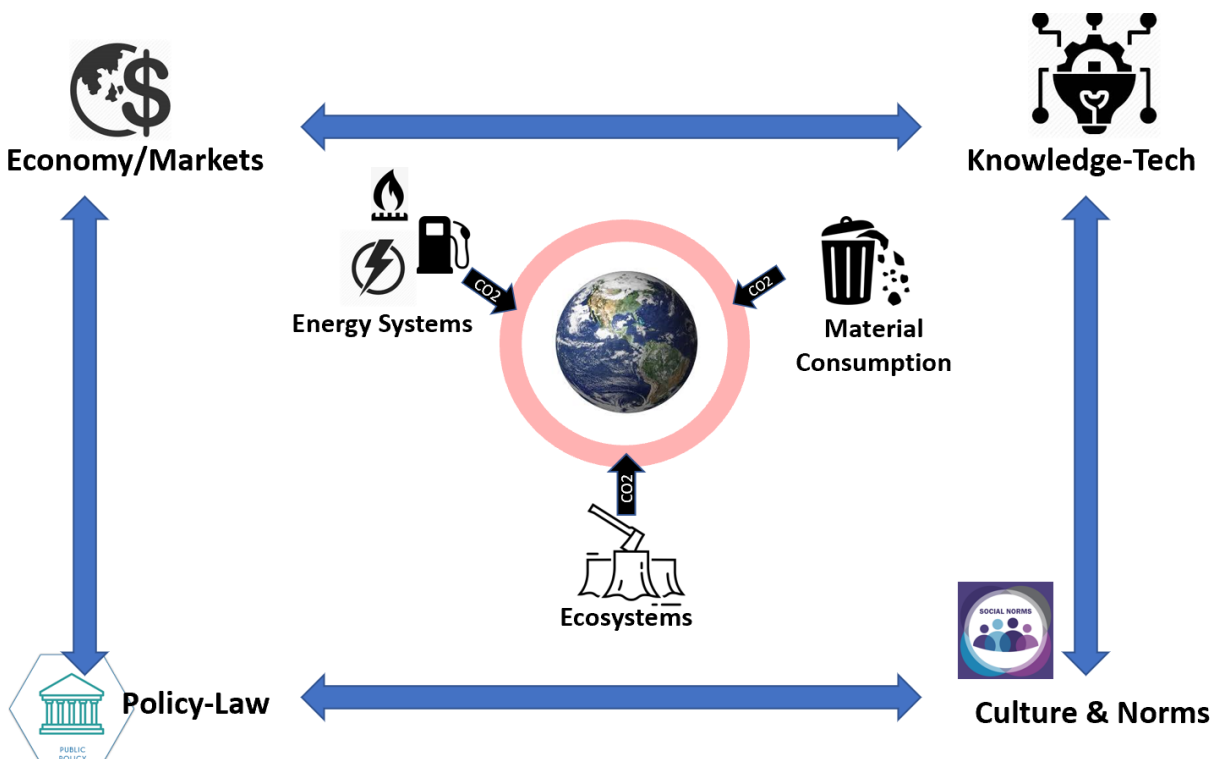 Economy/Markets
Knowledge-Tech
CO2
CO2
Energy Systems
Material
Consumption
CO2
Ecosystems
SOCIAL NORMS
Policy-Law
Culture & Norms
PUBLIC
POLICY